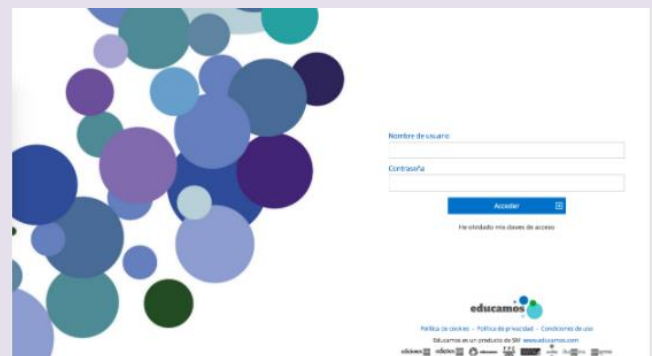 Nombre de usuario
Contraseña
Acceder
He olvidado mis claves de acceso
educamos
Política de cookies - Política de privacidad - Condiciones de uso
Educamos es un producto de SM www.educamos.com